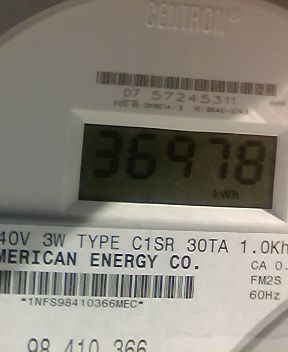 CENTRON®
07 57245311
36978
kWh
40V 3W TYPE C1SR 30TA 1.0Kh
MERICAN ENERGY CO.
CA 0.
FM2S
60Hz
*1NFS98410366MEC*
98 410 366